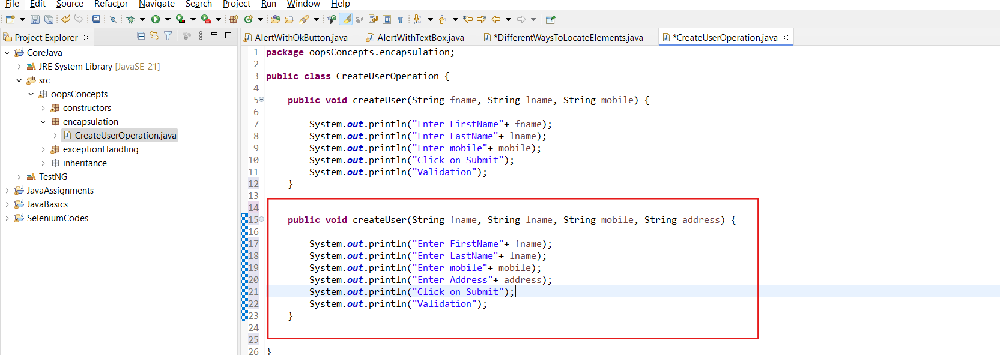 File Edit Source Refactor Navigate Search Project Run Window Help
Project Explorer
AlertWithOkButton.java AlertWithTextBox.java *DifferentWaysToLocateElements.java *CreateUserOperation.java
CoreJava
JRE System Library [JavaSE-21]
src
oopsConcepts
constructors
encapsulation
CreateUserOperation.java
exceptionHandling
inheritance
TestNG
JavaAssignments
JavaBasics
SeleniumCodes
1 package oopsConcepts.encapsulation;
2
3 public class CreateUserOperation {
4
5 public void createUser(String fname, String lname, String mobile) {
6
7 System.out.println("Enter FirstName"+ fname);
8 System.out.println("Enter LastName"+ lname);
9 System.out.println("Enter mobile"+ mobile);
10 System.out.println("Click on Submit");
11 System.out.println("Validation");
12 }
13
14
15 public void createUser(String fname, String lname, String mobile, String address) {
16
17 System.out.println("Enter FirstName"+ fname);
18 System.out.println("Enter LastName"+ lname);
19 System.out.println("Enter mobile"+ mobile);
20 System.out.println("Enter Address"+ address);
21 System.out.println("Click on Submit");
22 System.out.println("Validation");
23 }
24
25
26 }